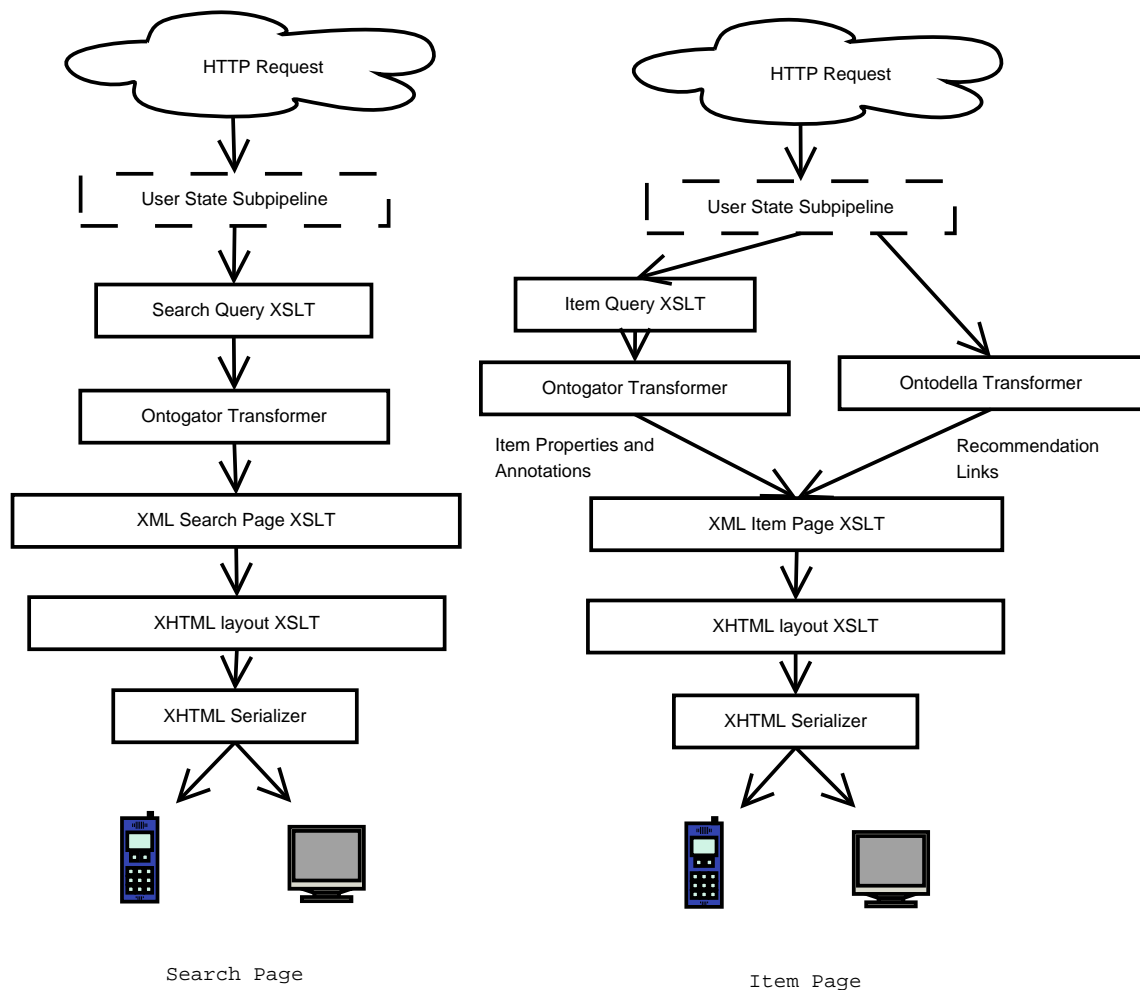 HTTP Request
User State Subpipeline
Search Query XSLT
Ontogator Transformer
XML Search Page XSLT
XHTML layout XSLT
XHTML Serializer
Search Page
HTTP Request
User State Subpipeline
Item Query XSLT
Ontogator Transformer
Ontodella Transformer
Item Properties and
Annotations
Recommendation
Links
XML Item Page XSLT
XHTML layout XSLT
XHTML Serializer
Item Page